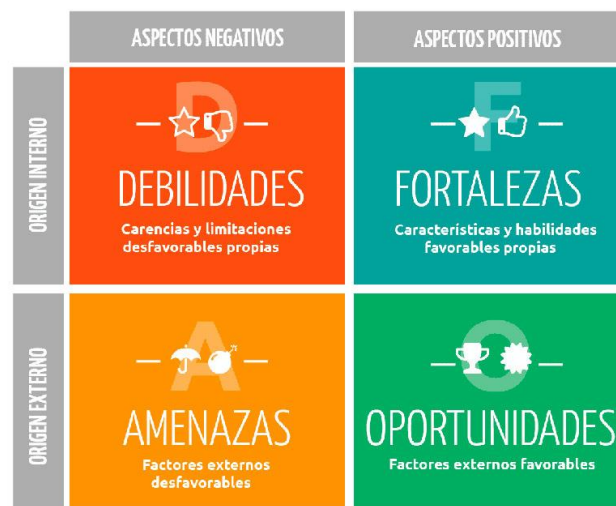 ASPECTOS NEGATIVOS
ASPECTOS POSITIVOS
ORIGEN INTERNO
D
DEBILIDADES
Carencias y limitaciones
desfavorables propias
F
FORTALEZAS
Características y habilidades
favorables propias
ORIGEN EXTERNO
A
AMENAZAS
Factores externos
desfavorables
O
OPORTUNIDADES
Factores externos favorables